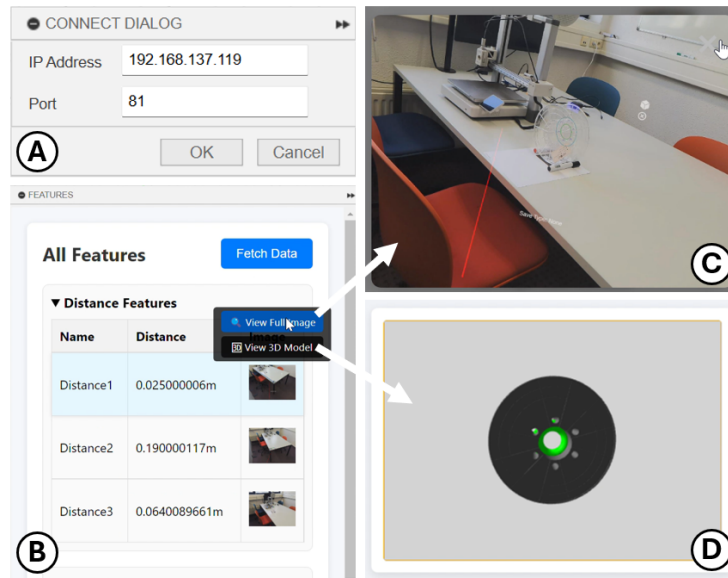 CONNECT DIALOG
IP Address 192.168.137.119
Port 81
OK Cancel
A
FEATURES
All Features
Fetch Data
▼ Distance Features
View Full Image
View 3D Model
Name Distance Image
Distance1 0.025000006m
Distance2 0.190000117m
Distance3 0.0640089661m
B
C
D